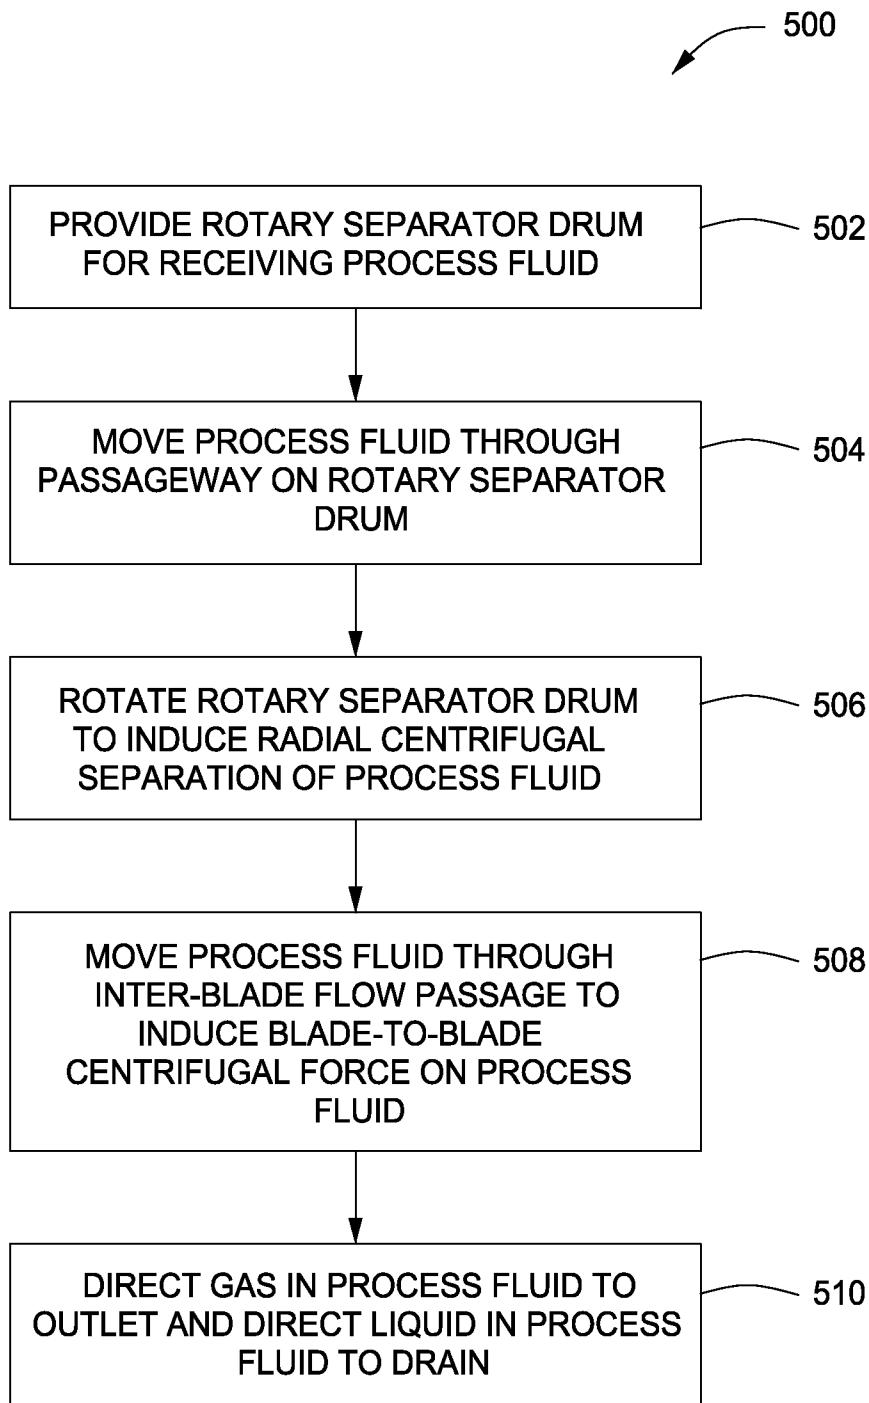 500
PROVIDE ROTARY SEPARATOR DRUM
FOR RECEIVING PROCESS FLUID
502
MOVE PROCESS FLUID THROUGH
PASSAGEWAY ON ROTARY SEPARATOR
DRUM
504
ROTATE ROTARY SEPARATOR DRUM
TO INDUCE RADIAL CENTRIFUGAL
SEPARATION OF PROCESS FLUID
506
MOVE PROCESS FLUID THROUGH
INTER-BLADE FLOW PASSAGE TO
INDUCE BLADE-TO-BLADE
CENTRIFUGAL FORCE ON PROCESS
FLUID
508
DIRECT GAS IN PROCESS FLUID TO
OUTLET AND DIRECT LIQUID IN PROCESS
FLUID TO DRAIN
510